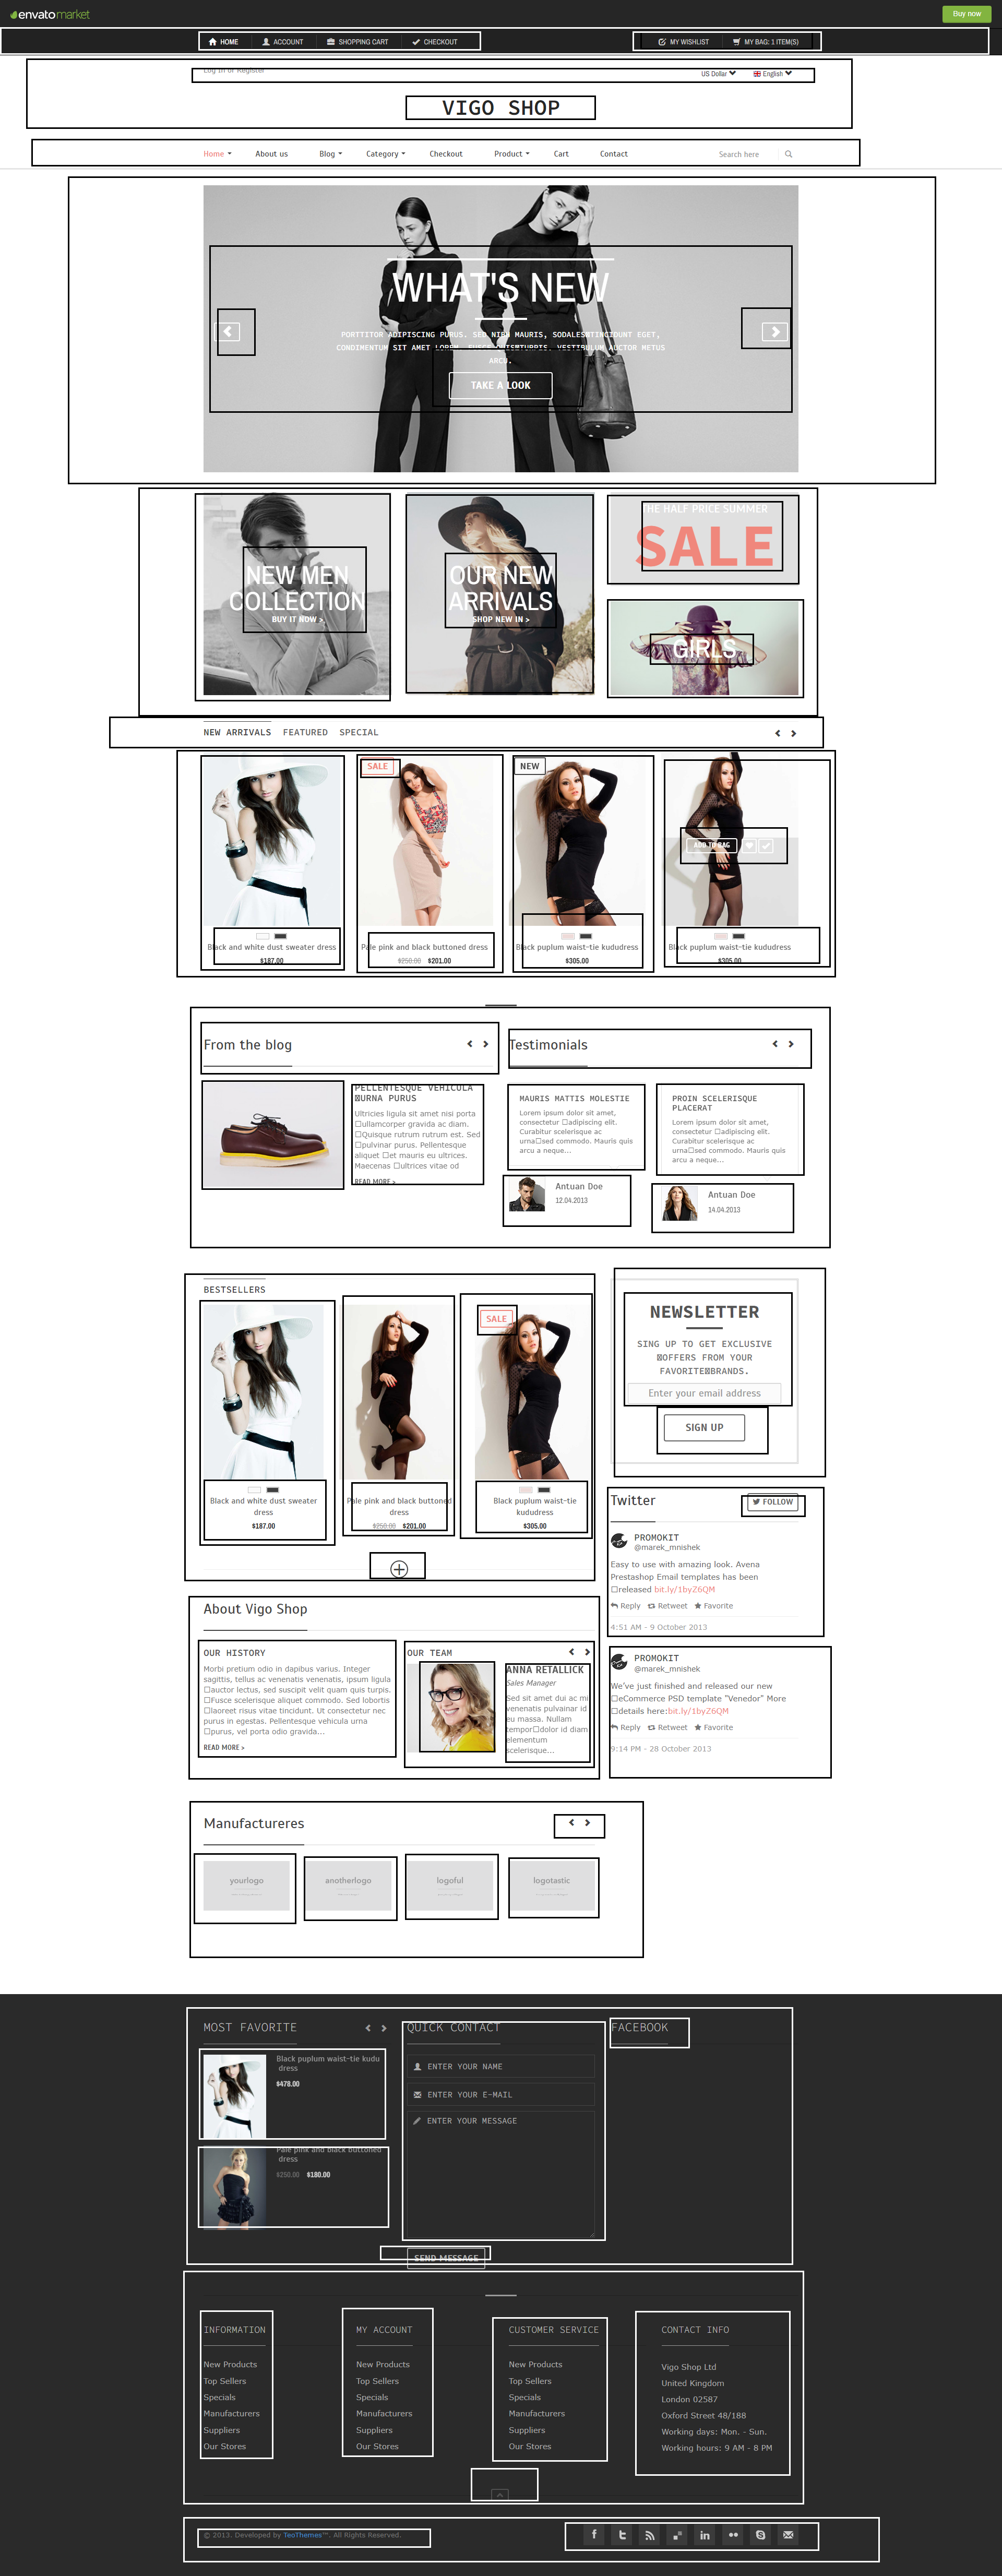 envatomarket
Buy now
HOME ACCOUNT SHOPPING CART CHECKOUT MY WISHLIST MY BAG: 1 ITEM(S)
Log in or Register US Dollar English
VIGO SHOP
Home About us Blog Category Checkout Product Cart Contact Search here
WHAT'S NEW
PORTTITOR ADIPISCING PURUS. SED NIBH MAURIS, SODALES TINCIDUNT EGET,
CONDIMENTUM SIT AMET LOREM. VESTIBULUM AUCTOR METUS
ARCU.
TAKE A LOOK
NEW MEN
COLLECTION
BUY IT NOW >
OUR NEW
ARRIVALS
SHOP NEW IN >
THE HALF PRICE SUMMER
SALE
GIRLS
NEW ARRIVALS FEATURED SPECIAL
SALE
NEW
ADD TO BAG
Black and white dust sweater dress
$187.00
Pale pink and black buttoned dress
$250.00 $201.00
Black puplum waist-tie kududress
$305.00
Black puplum waist-tie kududress
$305.00
From the blog
PELLENTESQUE VEHICULA
URNA PURUS
Ultricies ligula sit amet nisi porta
ullamcorper gravida ac diam.
Quisque rutrum rutrum est. Sed
pulvinar purus. Pellentesque
aliquet et mauris eu ultrices.
Maecenas ultrices vitae od
READ MORE >
Testimonials
MAURIS MATTIS MOLESTIE
Lorem ipsum dolor sit amet,
consectetur adipiscing elit.
Curabitur scelerisque ac
urna sed commodo. Mauris quis
arcu a neque...
Antuan Doe
12.04.2013
PROIN SCELERISQUE
PLACERAT
Lorem ipsum dolor sit amet,
consectetur adipiscing elit.
Curabitur scelerisque ac
urna sed commodo. Mauris quis
arcu a neque...
Antuan Doe
14.04.2013
BESTSELLERS
SALE
Black and white dust sweater
dress
$187.00
Pale pink and black buttoned
dress
$250.00 $201.00
Black puplum waist-tie
kududress
$305.00
NEWSLETTER
SING UP TO GET EXCLUSIVE
OFFERS FROM YOUR
FAVORITE BRANDS.
Enter your email address
SIGN UP
Twitter
FOLLOW
PROMOKIT
@marek_mnishek
Easy to use with amazing look. Avena
Prestashop Email templates has been
released bit.ly/1byZ6QM
Reply Retweet Favorite
4:51 AM - 9 October 2013
PROMOKIT
@marek_mnishek
We've just finished and released our new
eCommerce PSD template "Venedor" More
details here:bit.ly/1byZ6QM
Reply Retweet Favorite
9:14 PM - 28 October 2013
About Vigo Shop
OUR HISTORY
Morbi pretium odio in dapibus varius. Integer
sagittis, tellus ac venenatis venenatis, ipsum ligula
auctor lectus, sed suscipit velit quam quis turpis.
Fusce scelerisque aliquet commodo. Sed lobortis
laoreet risus vitae tincidunt. Ut consectetur nec
purus in egestas. Pellentesque vehicula urna
purus, vel porta odio gravida...
READ MORE >
OUR TEAM
ANNA RETALLICK
Sales Manager
Sed sit amet dui ac mi
venenatis pulvinar id
eu massa. Nullam
tempor dolor id diam
elementum
scelerisque...
Manufactureres
yourlogo
anotherlogo
logoful
logotastic
MOST FAVORITE
Black puplum waist-tie kudu
dress
$478.00
Pale pink and black buttoned
dress
$250.00 $180.00
QUICK CONTACT
ENTER YOUR NAME
ENTER YOUR E-MAIL
ENTER YOUR MESSAGE
SEND MESSAGE
FACEBOOK
INFORMATION
New Products
Top Sellers
Specials
Manufacturers
Suppliers
Our Stores
MY ACCOUNT
New Products
Top Sellers
Specials
Manufacturers
Suppliers
Our Stores
CUSTOMER SERVICE
New Products
Top Sellers
Specials
Manufacturers
Suppliers
Our Stores
CONTACT INFO
Vigo Shop Ltd
United Kingdom
London 02587
Oxford Street 48/188
Working days: Mon. - Sun.
Working hours: 9 AM - 8 PM
© 2013. Developed by TeoThemes™. All Rights Reserved.